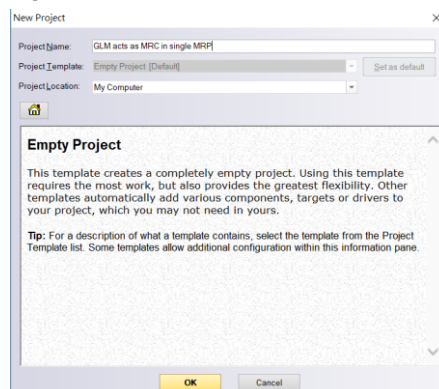 New Project
Project Name: GLM acts as MRC in single MRP
Project Template: Empty Project [Default] Set as default
Project Location: My Computer
Empty Project
This template creates a completely empty project. Using this template
requires the most work, but also provides the greatest flexibility. Other
templates automatically add various components, targets or drivers to
your project, which you may not need in yours.
Tip: For a description of what a template contains, select the template from the Project
Template list. Some templates allow additional configuration within this information pane.
OK Cancel